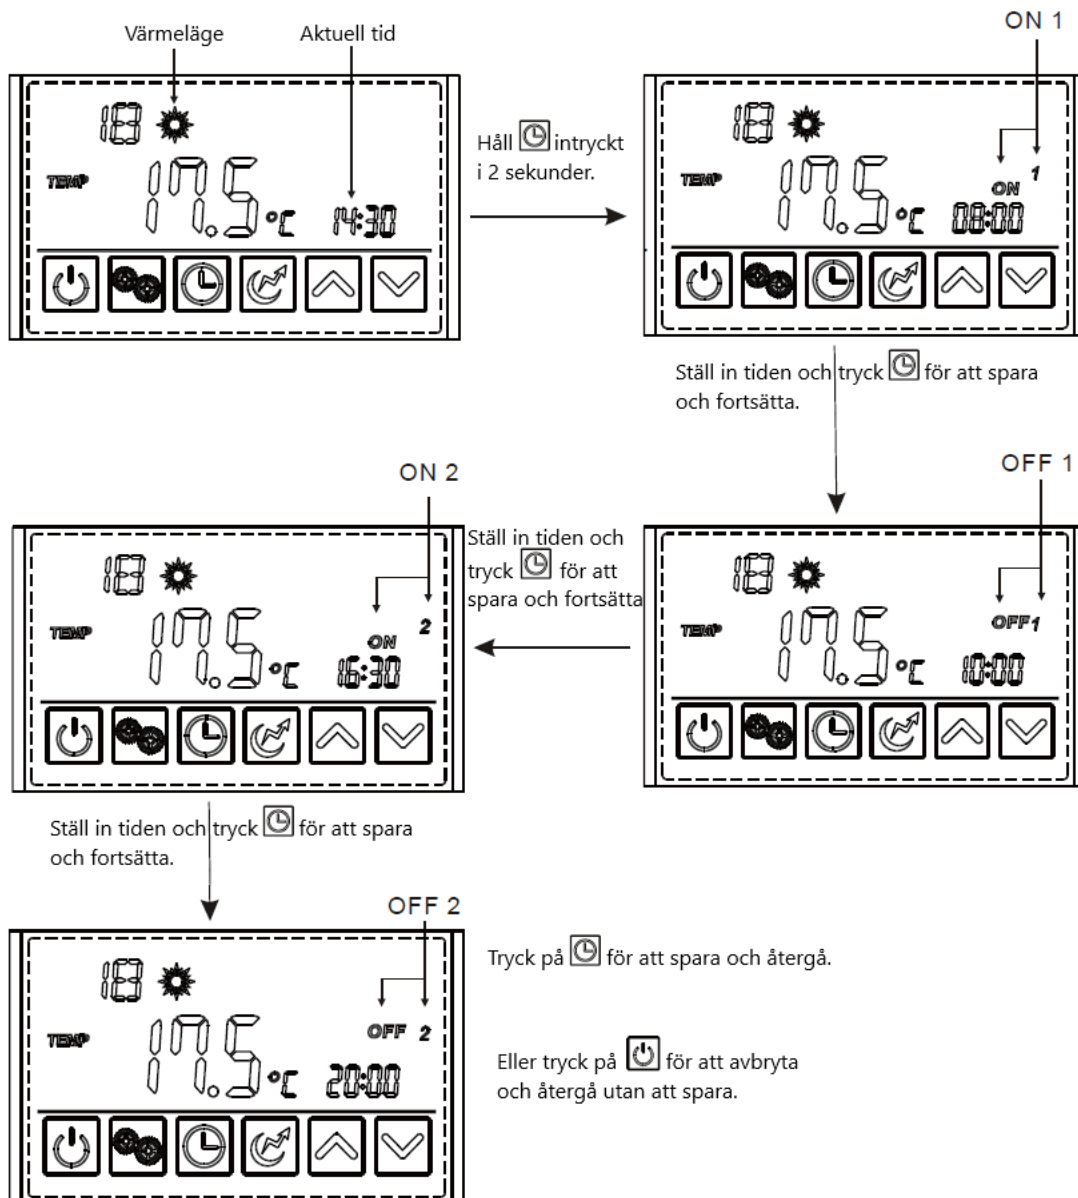 Värmeläge
Aktuell tid
18
TEMP
17.5 °C
14:30
Håll intryckt
i 2 sekunder.
ON 1
18
TEMP
17.5 °C
ON 1
08:00
Ställ in tiden och tryck för att spara
och fortsätta.
OFF 1
18
TEMP
17.5 °C
OFF 1
10:00
Ställ in tiden och
tryck för att
spara och fortsätta
ON 2
18
TEMP
17.5 °C
ON 2
16:30
Ställ in tiden och tryck för att spara
och fortsätta.
OFF 2
18
TEMP
17.5 °C
OFF 2
20:00
Tryck på för att spara och återgå.
Eller tryck på för att avbryta
och återgå utan att spara.